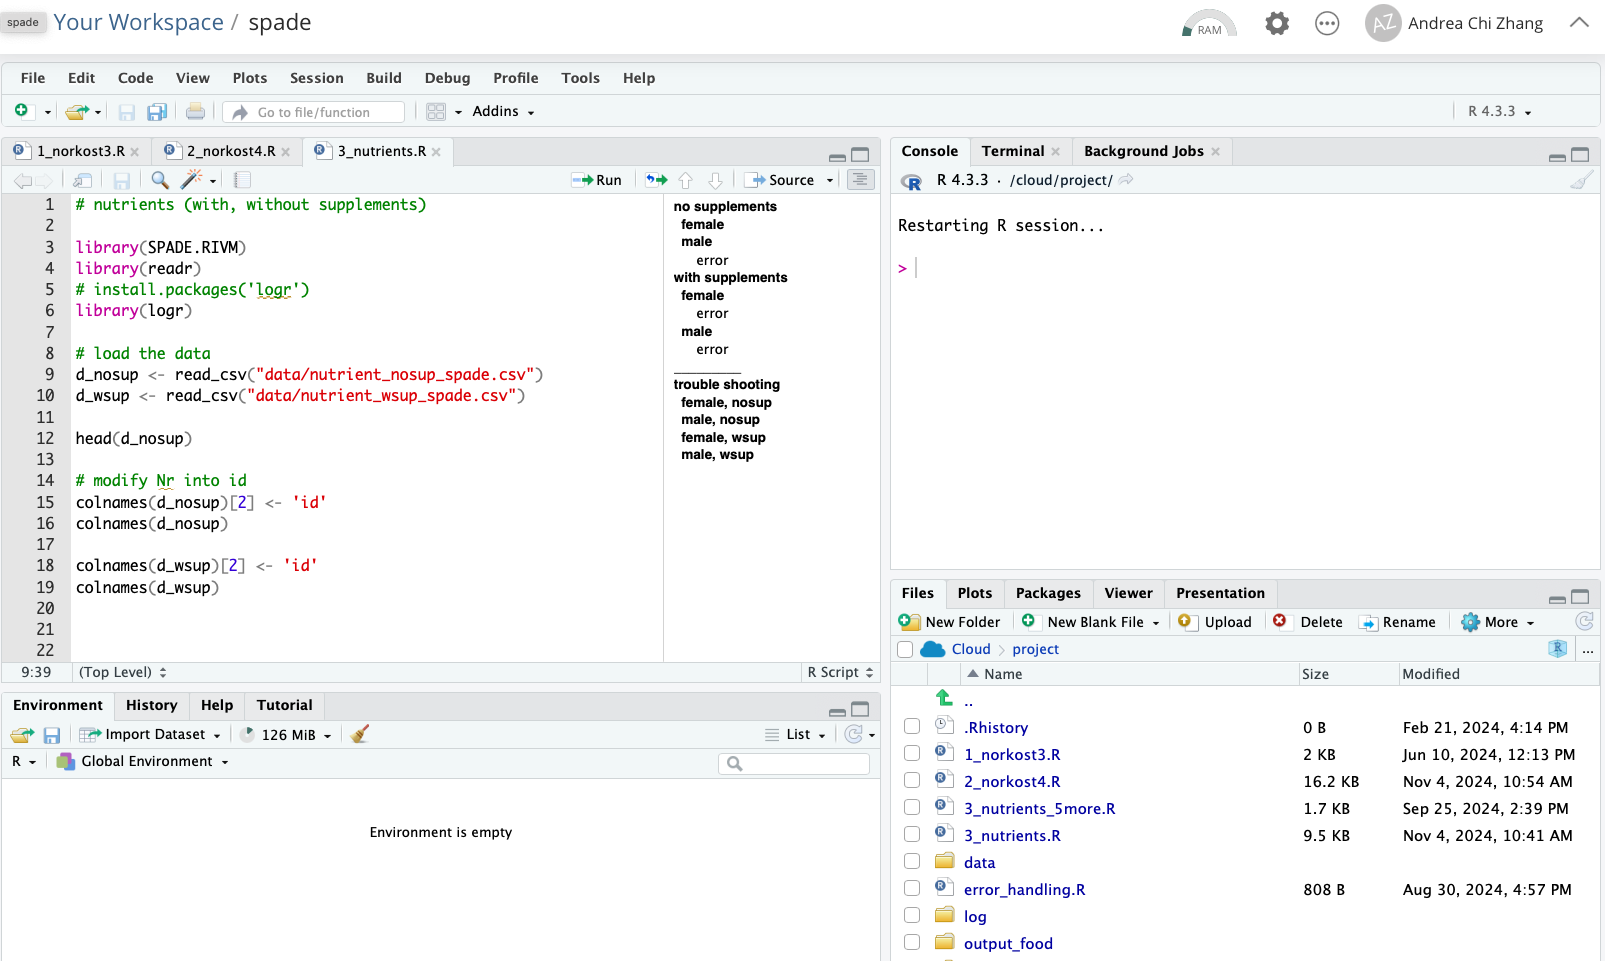 spade
Your Workspace / spade
RAM
AZ
Andrea Chi Zhang
File Edit Code View Plots Session Build Debug Profile Tools Help
Go to file/function
Addins
R 4.3.3
1_norkost3.R
2_norkost4.R
3_nutrients.R
Run
Source
1 # nutrients (with, without supplements)
2
3 library(SPADE.RIVM)
4 library(readr)
5 # install.packages('logr')
6 library(logr)
7
8 # load the data
9 d_nosup <- read_csv("data/nutrient_nosup_spade.csv")
10 d_wsup <- read_csv("data/nutrient_wsup_spade.csv")
11
12 head(d_nosup)
13
14 # modify Nr into id
15 colnames(d_nosup)[2] <- 'id'
16 colnames(d_nosup)
17
18 colnames(d_wsup)[2] <- 'id'
19 colnames(d_wsup)
20
21
22
no supplements
female
male
error
with supplements
female
error
male
error
trouble shooting
female, nosup
male, nosup
female, wsup
male, wsup
9:39 (Top Level) R Script
Environment History Help Tutorial
Import Dataset 126 MiB List
R Global Environment
Environment is empty
Console Terminal Background Jobs
R 4.3.3 · /cloud/project/
Restarting R session...
>
Files Plots Packages Viewer Presentation
New Folder New Blank File Upload Delete Rename More
Cloud project ...
Name Size Modified
..
.Rhistory 0 B Feb 21, 2024, 4:14 PM
1_norkost3.R 2 KB Jun 10, 2024, 12:13 PM
2_norkost4.R 16.2 KB Nov 4, 2024, 10:54 AM
3_nutrients_5more.R 1.7 KB Sep 25, 2024, 2:39 PM
3_nutrients.R 9.5 KB Nov 4, 2024, 10:41 AM
data
error_handling.R 808 B Aug 30, 2024, 4:57 PM
log
output_food